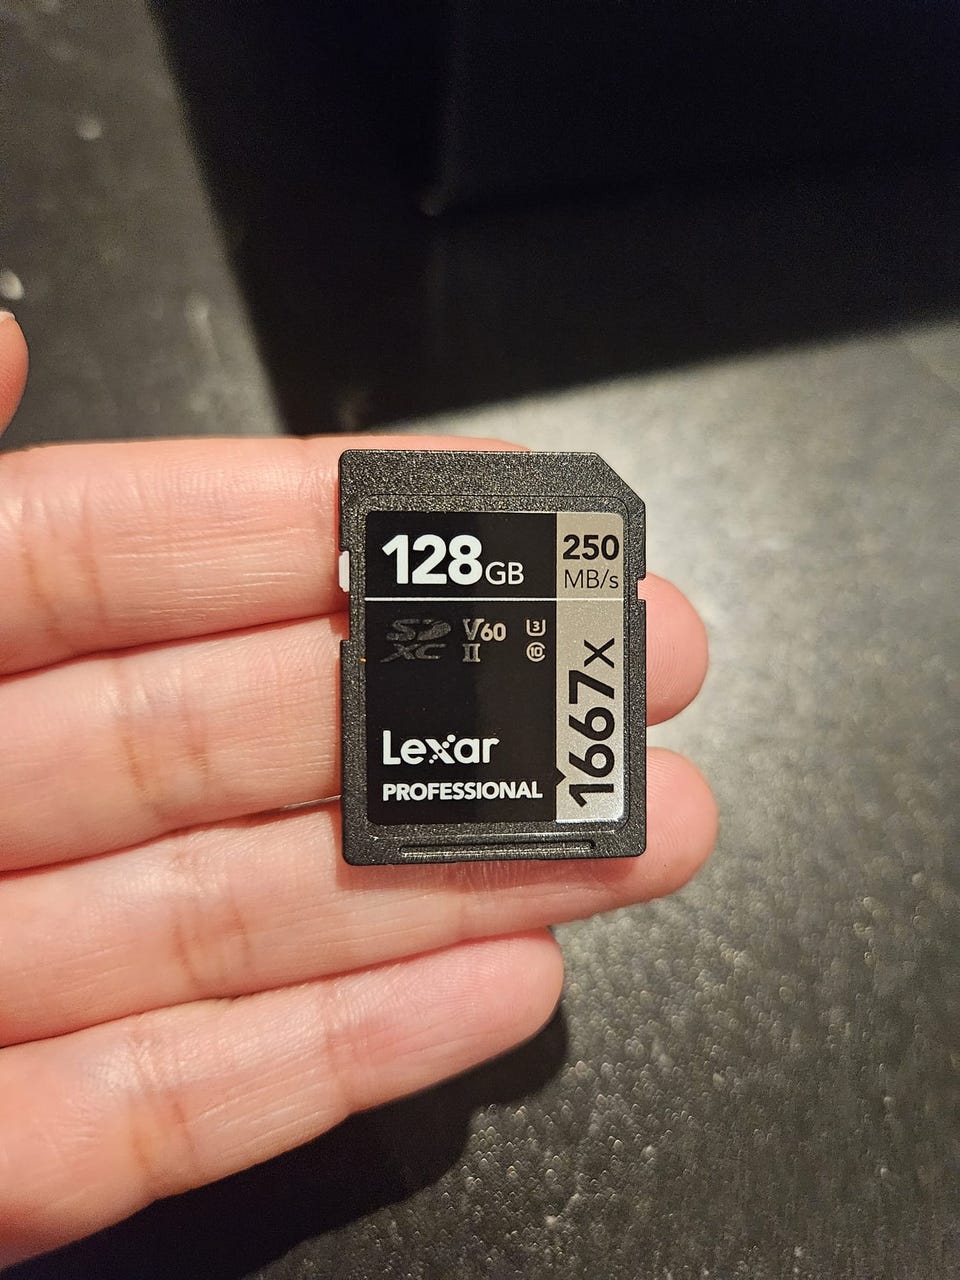 128GB
250
MB/s
SD
XC
V60
II
3
10
1667x
Lexar
PROFESSIONAL